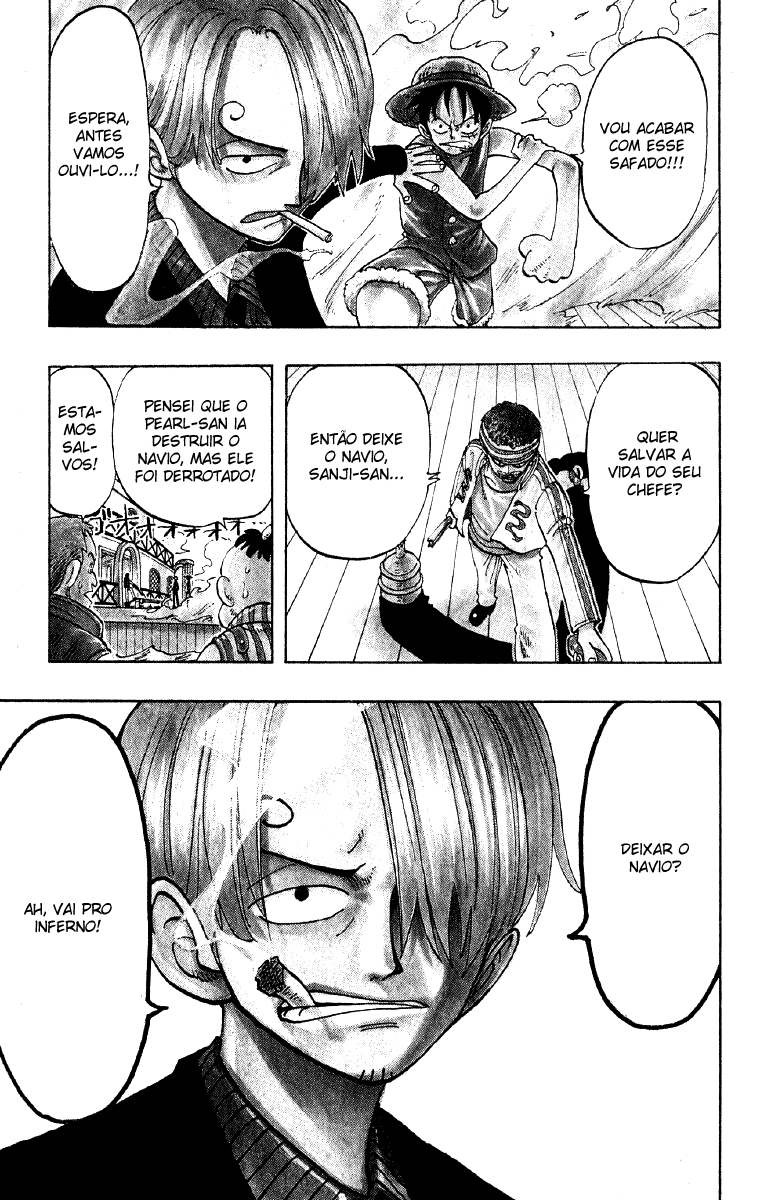 VOU ACABAR
COM ESSE
SAFADO!!!
ESPERA,
ANTES
VAMOS
OUVI-LO...!
QUER
SALVAR A
VIDA DO SEU
CHEFE?
ENTÃO DEIXE
O NAVIO,
SANJI-SAN...
PENSEI QUE O
PEARL-SAN IA
DESTRUIR O
NAVIO, MAS ELE
FOI DERROTADO!
ESTA-
MOS
SAL-
VOS!
DEIXAR O
NAVIO?
AH, VAI PRO
INFERNO!